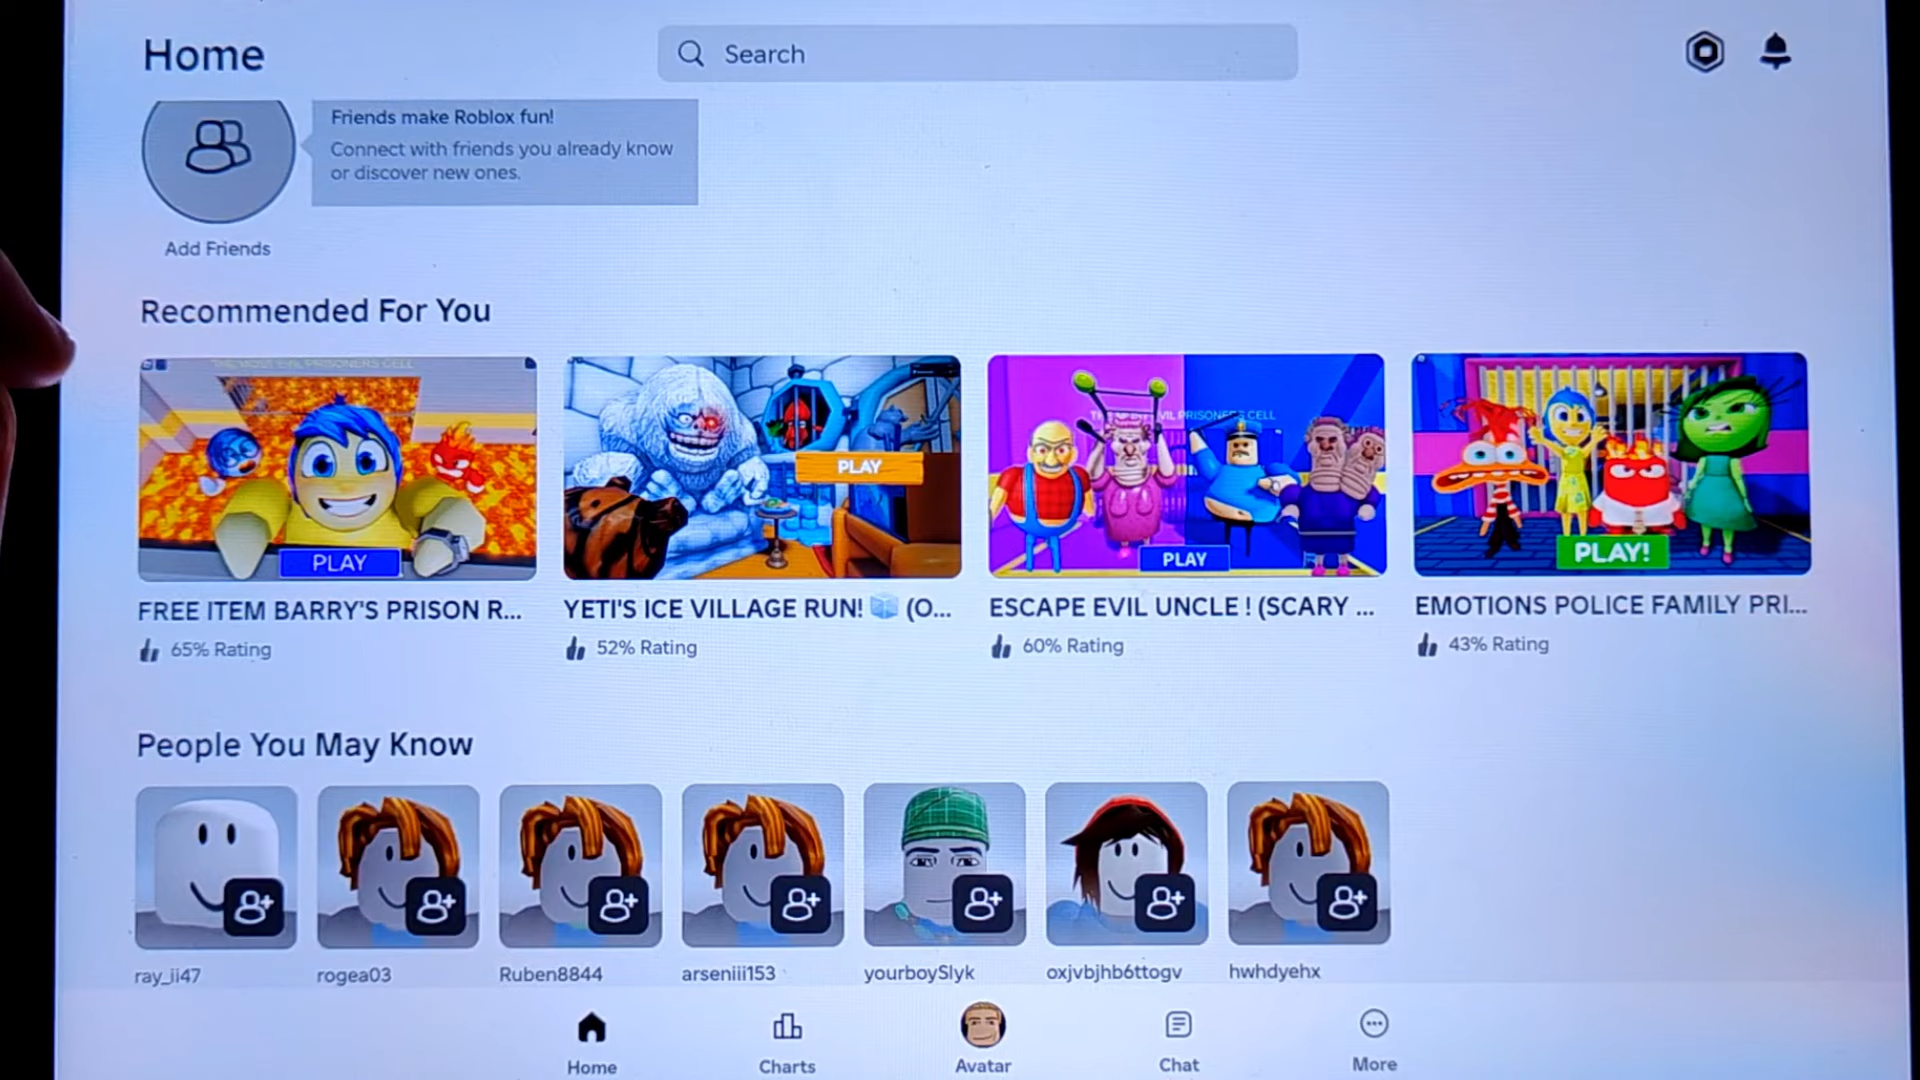 Home
Search
Friends make Roblox fun!
Connect with friends you already know
or discover new ones.
Add Friends
Recommended For You
PLAY
PLAY
PLAY
PLAY!
FREE ITEM BARRY'S PRISON R...
YETI'S ICE VILLAGE RUN! 🧊 (O...
ESCAPE EVIL UNCLE ! (SCARY ...
EMOTIONS POLICE FAMILY PRI...
65% Rating
52% Rating
60% Rating
43% Rating
People You May Know
ray_ii47
rogea03
Ruben8844
arseniii153
yourboySlyk
oxjvbjhb6ttogv
hwhdyehx
Home
Charts
Avatar
Chat
More